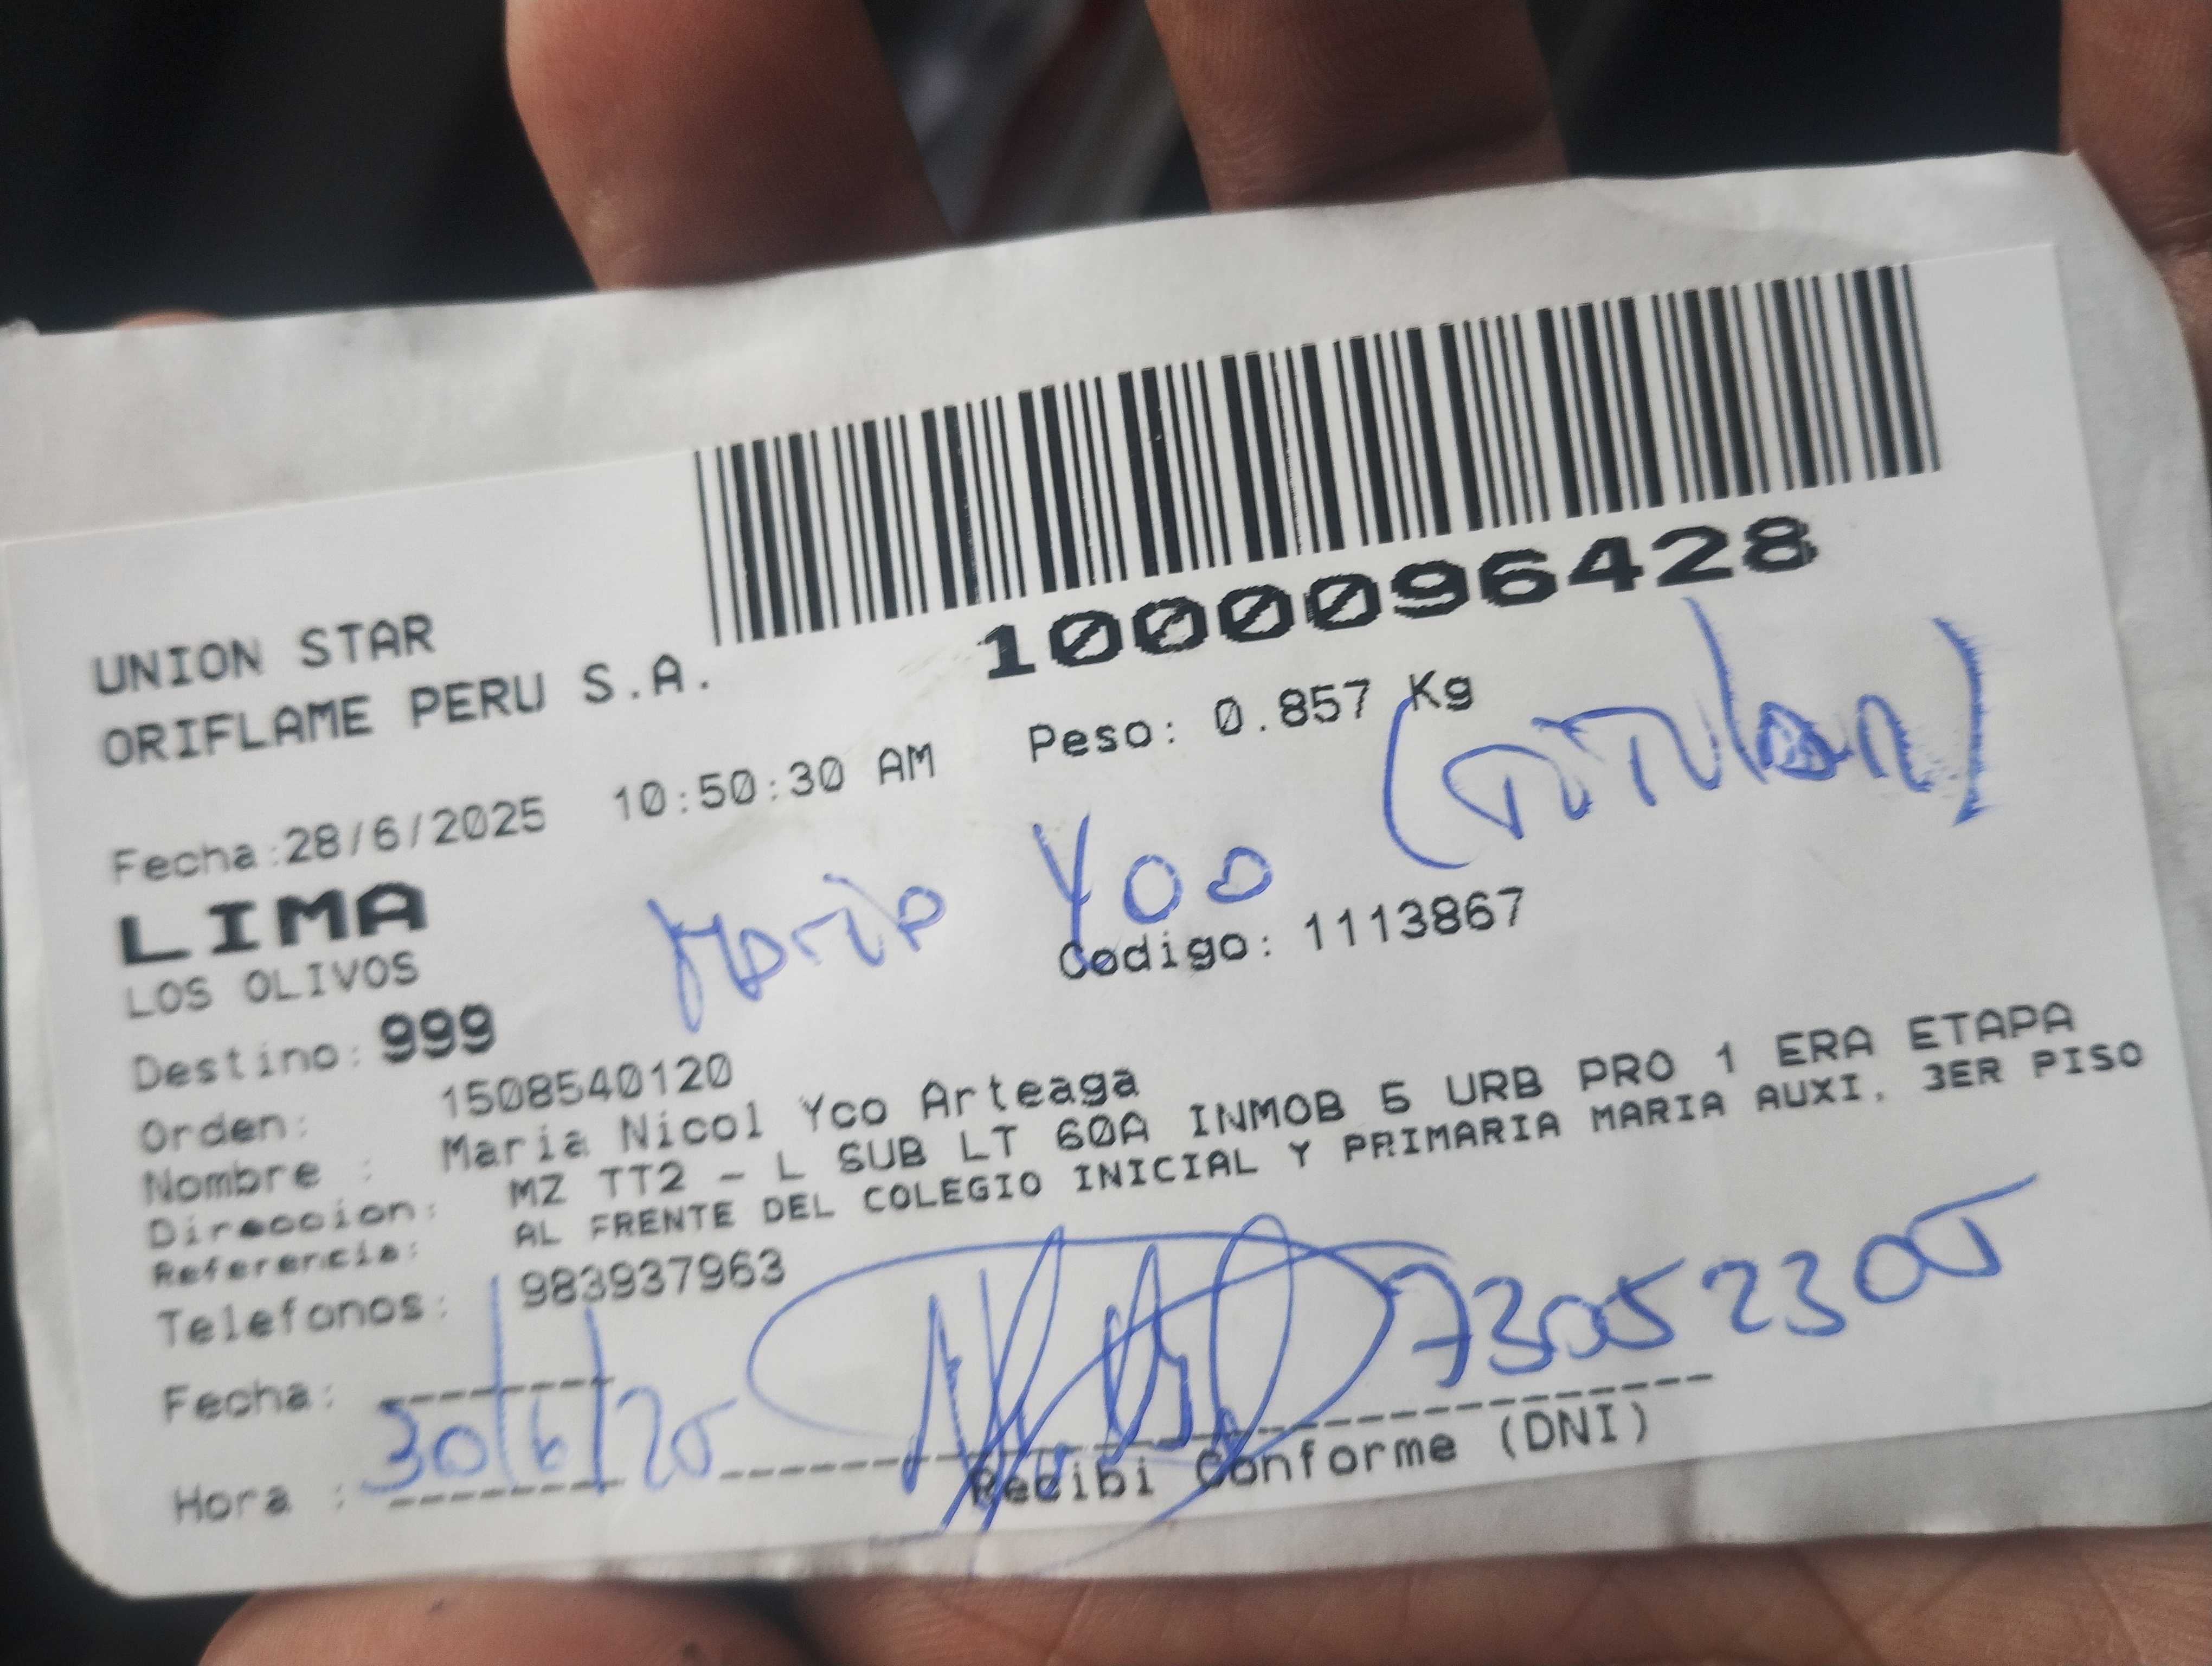 1000096428
UNION STAR
ORIFLAME PERU S.A.
Peso: 0.857 Kg
Fecha:28/6/2025 10:50:30 AM
(Titular)
LIMA
Maria Yco
LOS OLIVOS
Codigo: 1113867
Destino: 999
Orden: 1508540120
Nombre : Maria Nicol Yco Arteaga
Direccion: MZ TT2 - L SUB LT 60A INMOB 5 URB PRO 1 ERA ETAPA
Referencia: AL FRENTE DEL COLEGIO INICIAL Y PRIMARIA MARIA AUXI, 3ER PISO
Telefonos: 983937963
73052305
Fecha: 30/6/25
Hora :
Recibi Conforme (DNI)